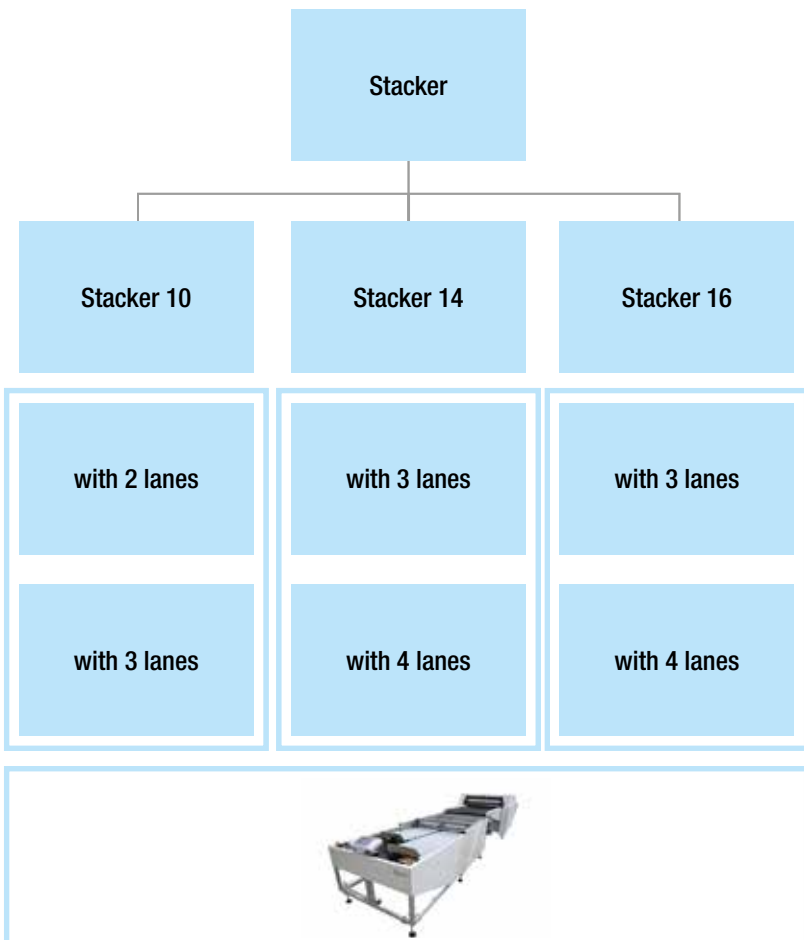 Stacker
Stacker 10
Stacker 14
Stacker 16
with 2 lanes
with 3 lanes
with 3 lanes
with 3 lanes
with 4 lanes
with 4 lanes